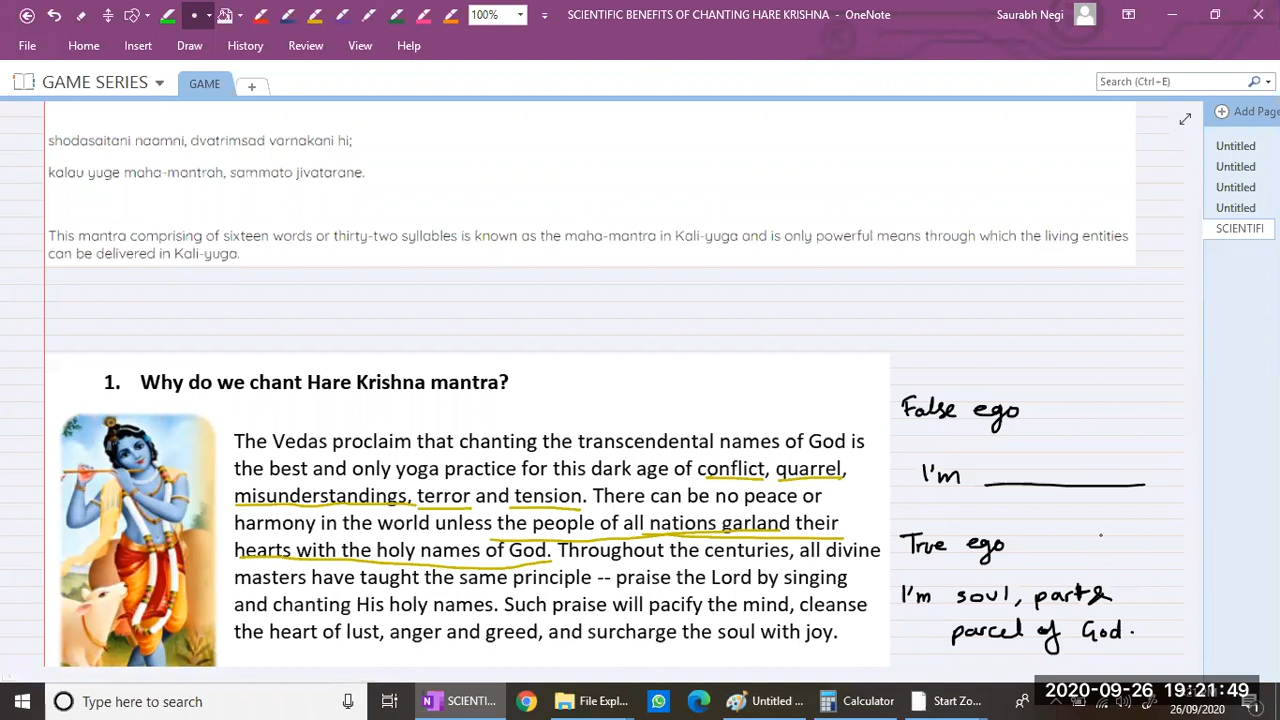 100%
SCIENTIFIC BENEFITS OF CHANTING HARE KRISHNA - OneNote
Saurabh Negi
File Home Insert Draw History Review View Help
GAME SERIES
GAME
Search (Ctrl+E)
shodasaitani naamni, dvatrimsad varnakani hi;
kalau yuge maha-mantrah, sammato jivatarane.
This mantra comprising of sixteen words or thirty-two syllables is known as the maha-mantra in Kali-yuga and is only powerful means through which the living entities
can be delivered in Kali-yuga.
Add Page
Untitled
Untitled
Untitled
Untitled
SCIENTIFI
1. Why do we chant Hare Krishna mantra?
The Vedas proclaim that chanting the transcendental names of God is
the best and only yoga practice for this dark age of conflict, quarrel,
misunderstandings, terror and tension. There can be no peace or
harmony in the world unless the people of all nations garland their
hearts with the holy names of God. Throughout the centuries, all divine
masters have taught the same principle -- praise the Lord by singing
and chanting His holy names. Such praise will pacify the mind, cleanse
the heart of lust, anger and greed, and surcharge the soul with joy.
False ego
I'm
True ego
I'm soul, part &
parcel of God.
Type here to search
SCIENTI...
File Expl...
Untitled ...
Calculator
Start Zo...
2020-09-26 19:21:49
26/09/2020